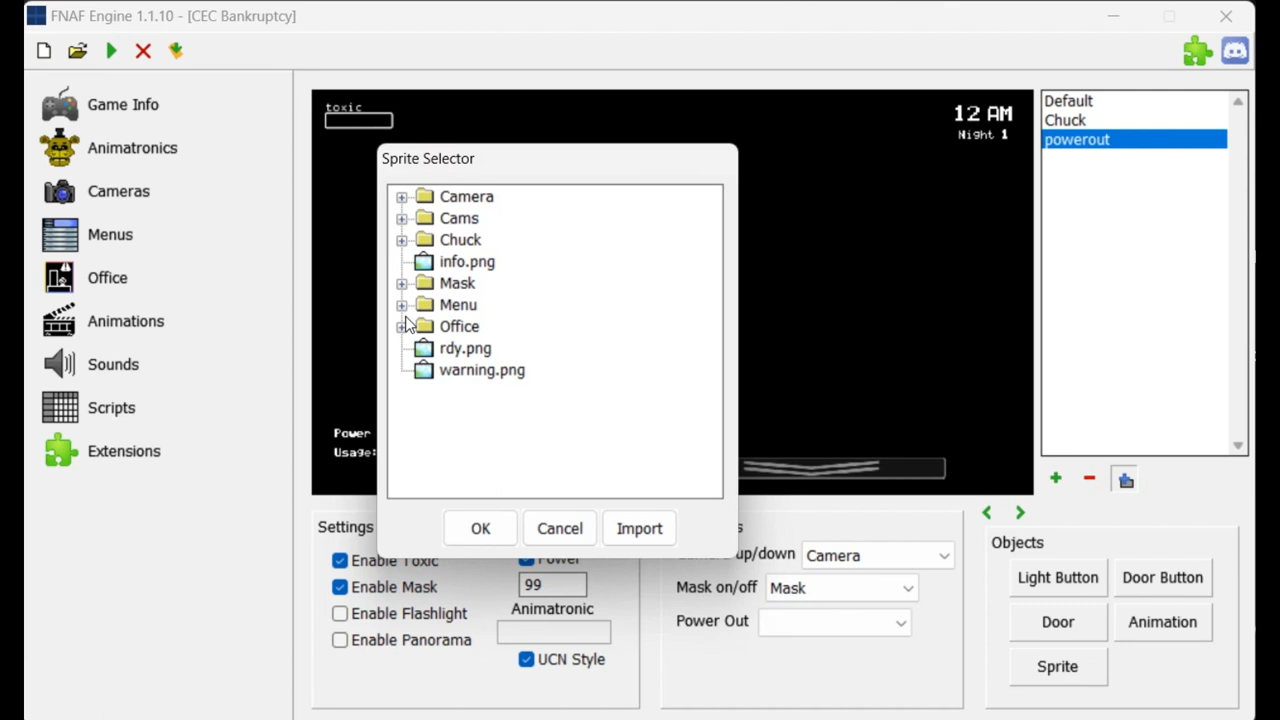 FNAF Engine 1.1.10 - [CEC Bankruptcy]
Game Info
Animatronics
Cameras
Menus
Office
Animations
Sounds
Scripts
Extensions
toxic
12 AM
Night 1
Power
Usage:
Sprite Selector
Camera
Cams
Chuck
info.png
Mask
Menu
Office
rdy.png
warning.png
OK
Cancel
Import
Default
Chuck
powerout
Settings
Enable Toxic
Enable Mask
Enable Flashlight
Enable Panorama
Power
99
Animatronic
UCN Style
up/down
Camera
Mask on/off
Mask
Power Out
Objects
Light Button
Door Button
Door
Animation
Sprite